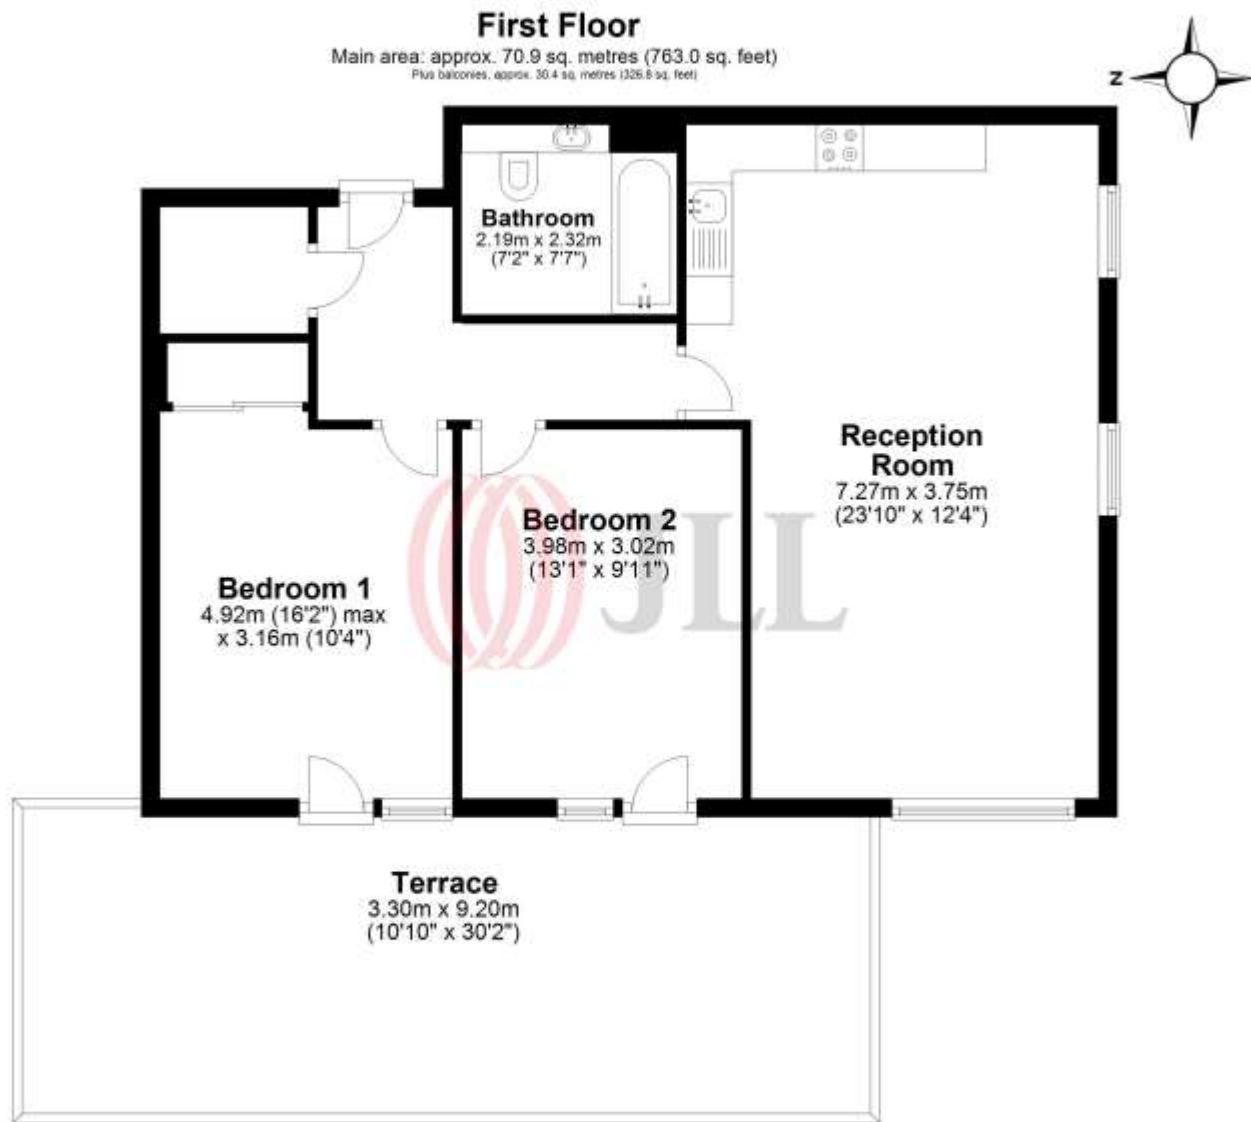 First Floor
Main area: approx. 70.9 sq. metres (763.0 sq. feet)
Plus balconies, approx. 30.4 sq. metres (326.8 sq. feet)
Z
Bathroom
2.19m x 2.32m
(7'2" x 7'7")
Reception
Room
7.27m x 3.75m
(23'10" x 12'4")
Bedroom 2
3.98m x 3.02m
(13'1" x 9'11")
JLL
Bedroom 1
4.92m (16'2") max
x 3.16m (10'4")
Terrace
3.30m x 9.20m
(10'10" x 30'2")